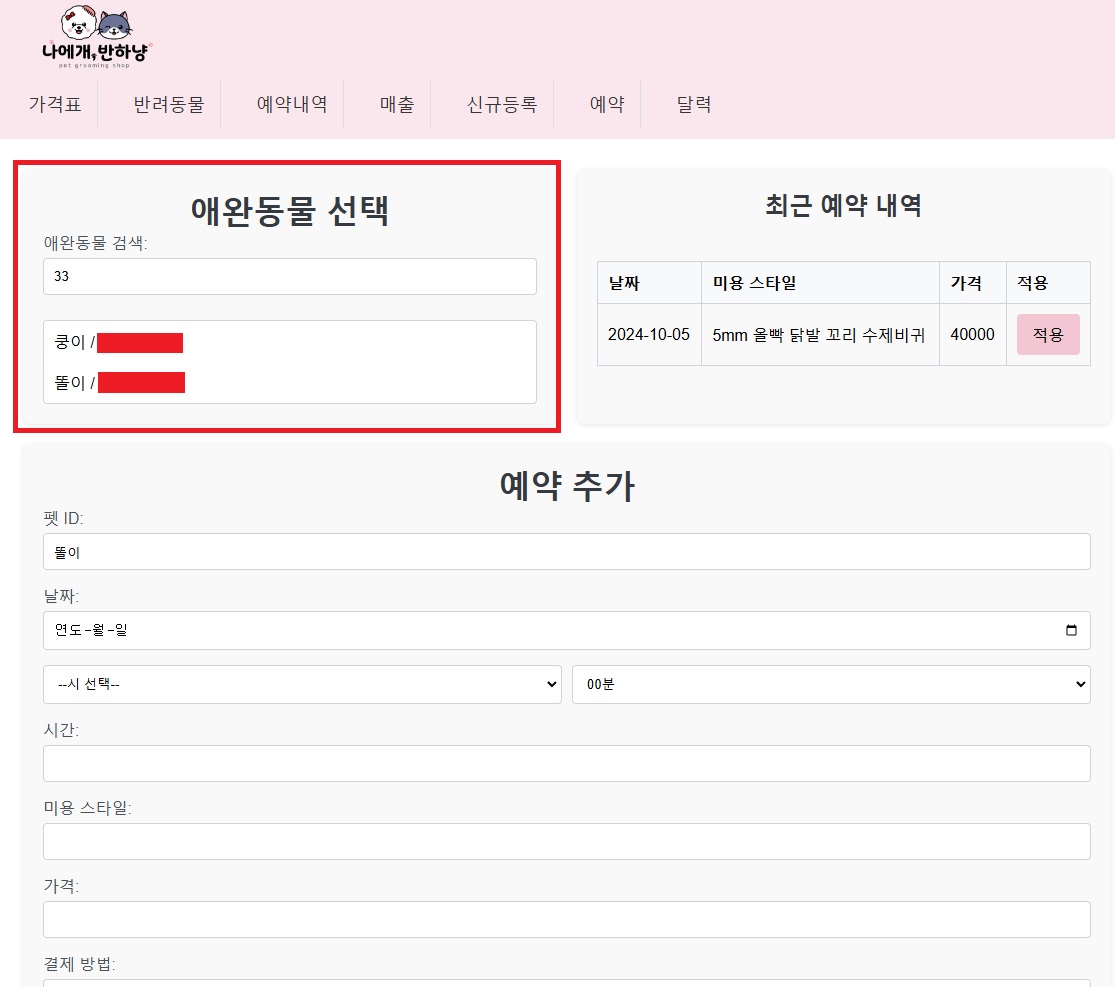 나에개, 반하냥
pet grooming shop
가격표 반려동물 예약내역 매출 신규등록 예약 달력
애완동물 선택
애완동물 검색:
33
쿵이 /
똘이 /
최근 예약 내역
날짜 미용 스타일 가격 적용
2024-10-05 5mm 올빡 닭발 꼬리 수제비귀 40000 적용
예약 추가
펫 ID:
똘이
날짜:
연도-월-일
--시 선택-- 00분
시간:
미용 스타일:
가격:
결제 방법: